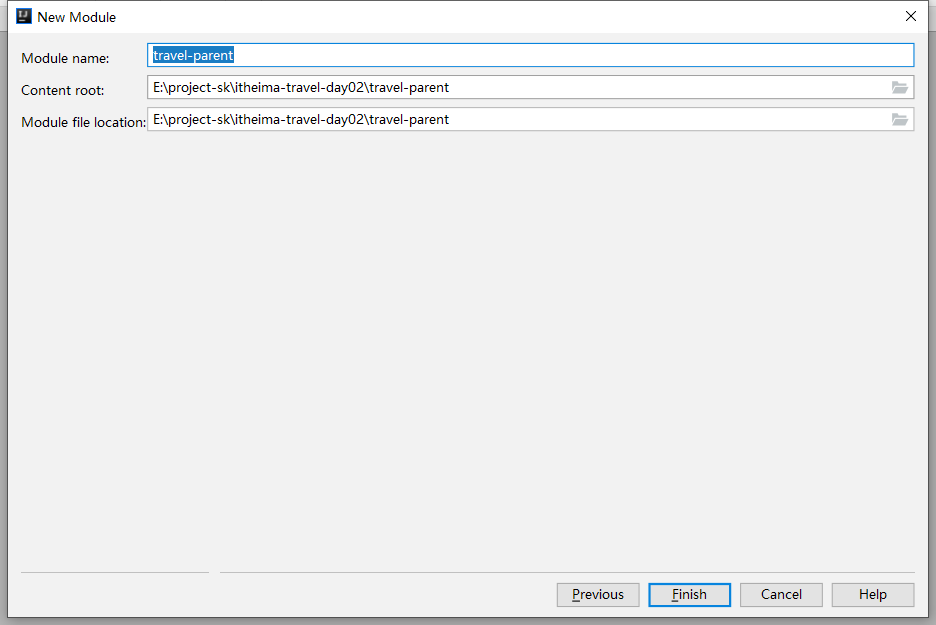 New Module
Module name: travel-parent
Content root: E:\project-sk\itheima-travel-day02\travel-parent
Module file location: E:\project-sk\itheima-travel-day02\travel-parent
Previous Finish Cancel Help